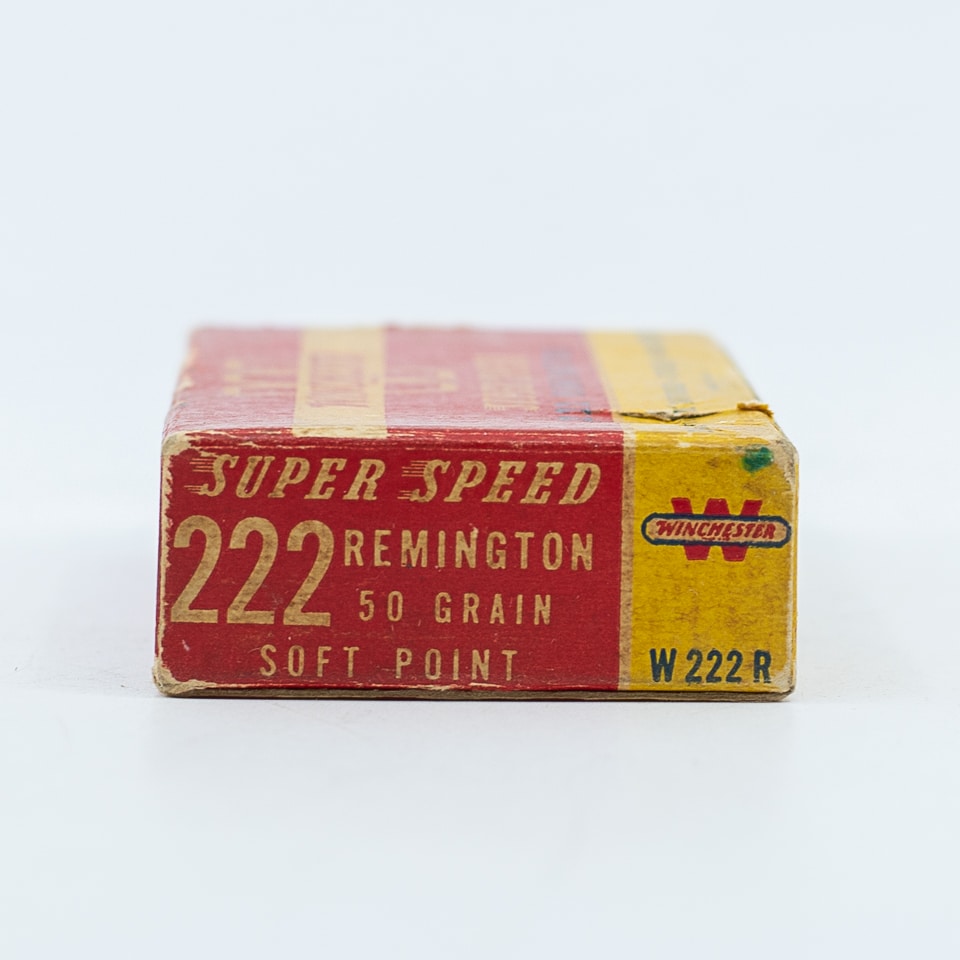 SUPER SPEED
222 REMINGTON
50 GRAIN
SOFT POINT
WINCHESTER
W 222 R